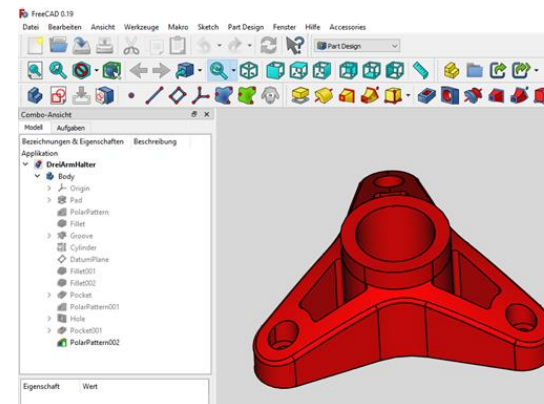 FreeCAD 0.19
Datei Bearbeiten Ansicht Werkzeuge Makro Sketch Part Design Fenster Hilfe Accessories
Part Design
Combo-Ansicht
Modell Aufgaben
Bezeichnungen & Eigenschaften Beschreibung
Applikation
DreiArmHalter
Body
Origin
Pad
PolarPattern
Fillet
Groove
Cylinder
DatumPlane
Fillet001
Fillet002
Pocket
PolarPattern001
Hole
Pocket001
PolarPattern002
Eigenschaft Wert